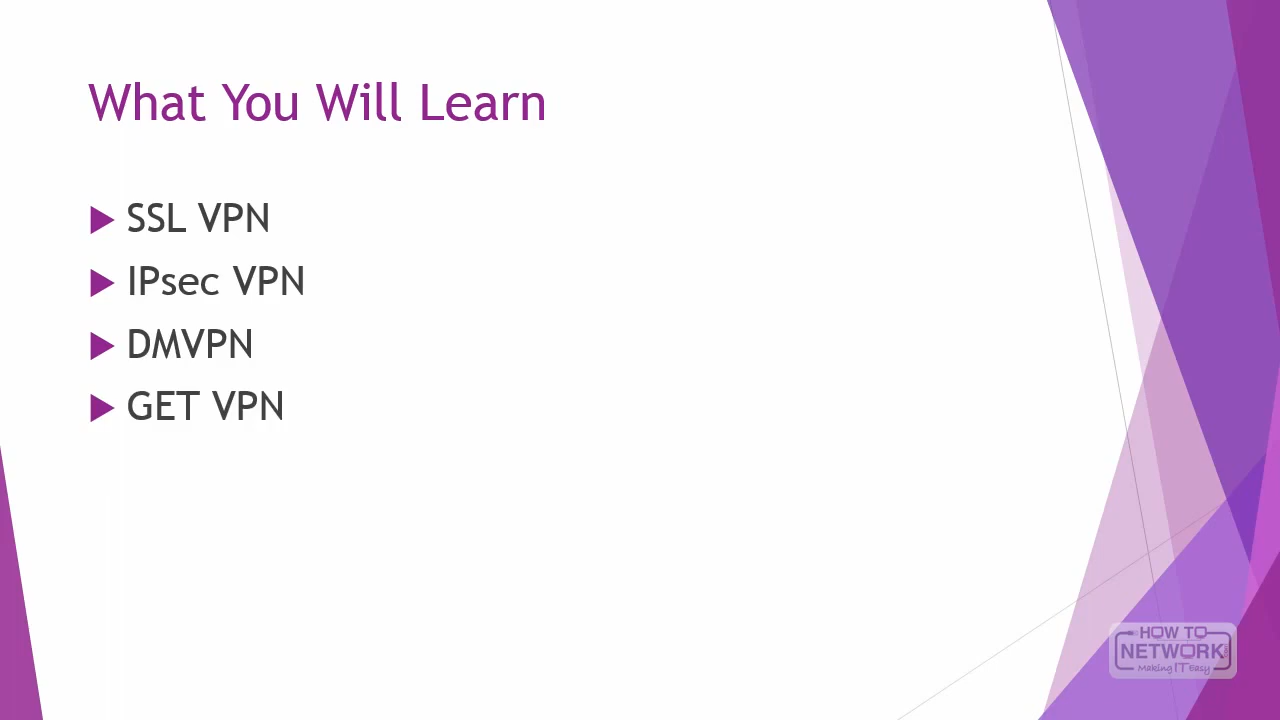 What You Will Learn
SSL VPN
IPsec VPN
DMVPN
GET VPN
HOW TO
NETWORK
Making IT Easy